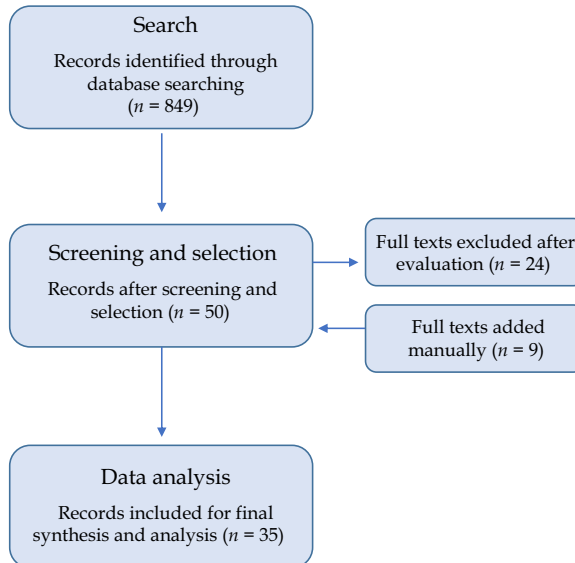 Search
Records identified through
database searching
(n = 849)
Screening and selection
Records after screening and
selection (n = 50)
Full texts excluded after
evaluation (n = 24)
Full texts added
manually (n = 9)
Data analysis
Records included for final
synthesis and analysis (n = 35)